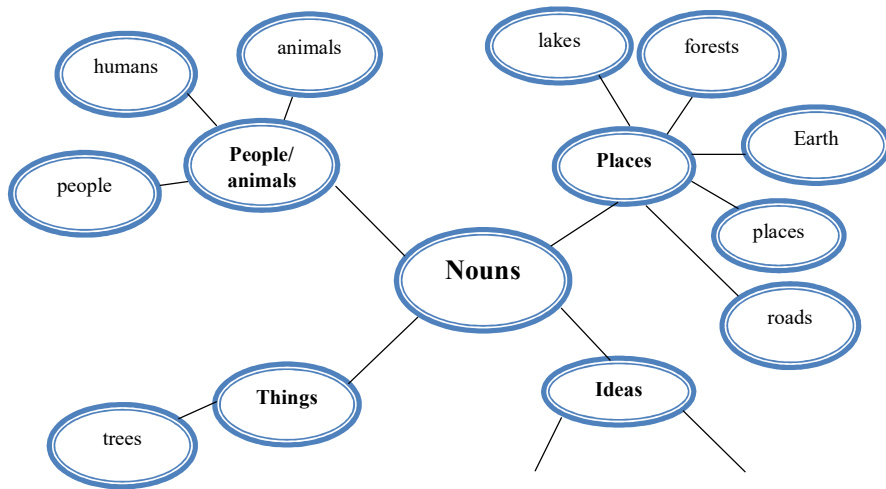 animals
humans
People/
animals
people
lakes
forests
Earth
Places
places
roads
Nouns
Things
trees
Ideas